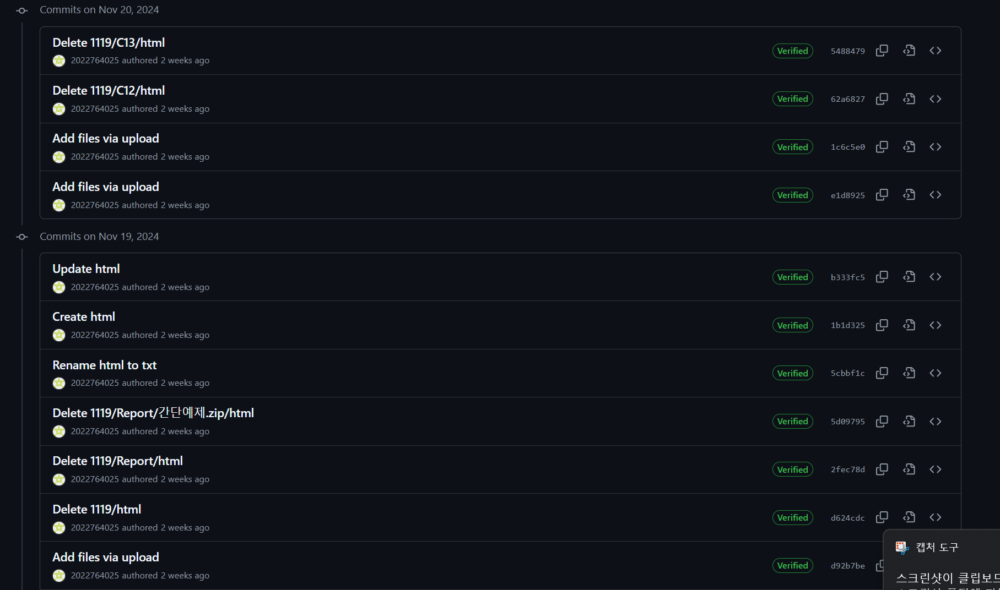 Commits on Nov 20, 2024
Delete 1119/C13/html
2022764025 authored 2 weeks ago
Verified
5488479
Delete 1119/C12/html
2022764025 authored 2 weeks ago
Verified
62a6827
Add files via upload
2022764025 authored 2 weeks ago
Verified
1c6c5e0
Add files via upload
2022764025 authored 2 weeks ago
Verified
e1d8925
Commits on Nov 19, 2024
Update html
2022764025 authored 2 weeks ago
Verified
b333fc5
Create html
2022764025 authored 2 weeks ago
Verified
1b1d325
Rename html to txt
2022764025 authored 2 weeks ago
Verified
5cbbf1c
Delete 1119/Report/간단예제.zip/html
2022764025 authored 2 weeks ago
Verified
5d09795
Delete 1119/Report/html
2022764025 authored 2 weeks ago
Verified
2fec78d
Delete 1119/html
2022764025 authored 2 weeks ago
Verified
d624cdc
Add files via upload
2022764025 authored 2 weeks ago
Verified
d92b7be
캡처 도구
스크린샷이 클립보드